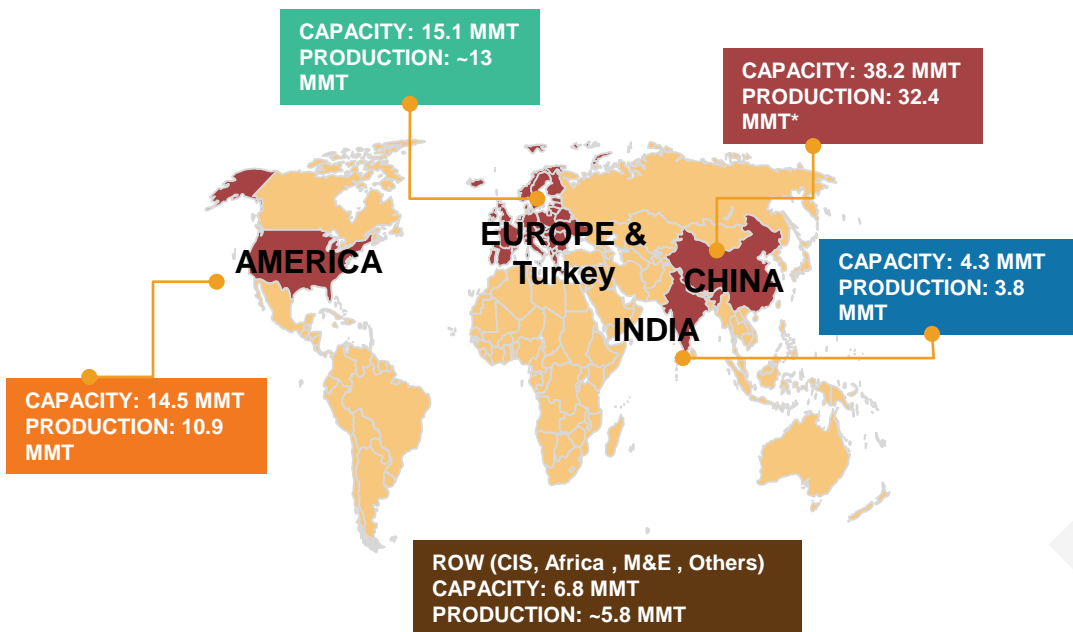 CAPACITY: 15.1 MMT
PRODUCTION: ~13
MMT
CAPACITY: 38.2 MMT
PRODUCTION: 32.4
MMT*
EUROPE &
Turkey
AMERICA
CHINA
INDIA
CAPACITY: 4.3 MMT
PRODUCTION: 3.8
MMT
CAPACITY: 14.5 MMT
PRODUCTION: 10.9
MMT
ROW (CIS, Africa , M&E , Others)
CAPACITY: 6.8 MMT
PRODUCTION: ~5.8 MMT